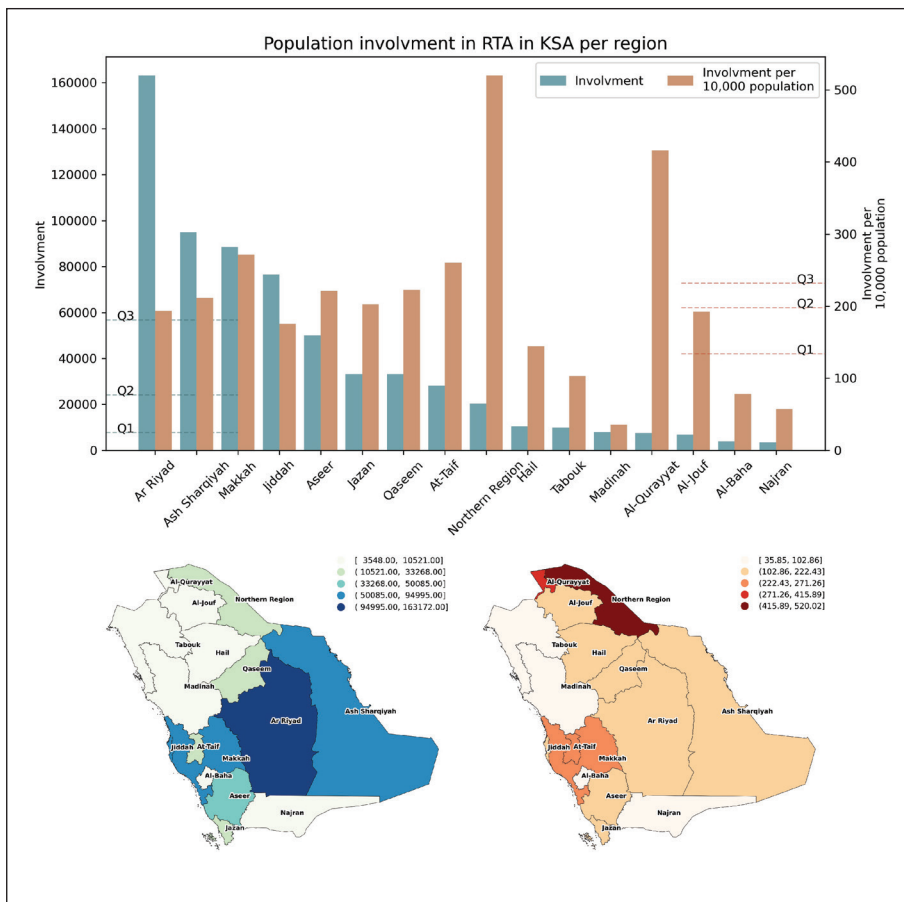 Population involvment in RTA in KSA per region
Involvment
Involvment per
10,000 population
160000
140000
120000
100000
80000
60000
40000
20000
0
Involvment
500
400
300
200
100
0
Involvment per
10,000 population
Q3
Q2
Q1
Q3
Q2
Q1
Ar Riyad
Ash Sharqiyah
Makkah
Jiddah
Aseer
Jazan
Qaseem
At-Taif
Northern Region
Hail
Tabouk
Madinah
Al-Qurayyat
Al-Jouf
Al-Baha
Najran
[ 3548.00, 10521.00]
( 10521.00, 33268.00]
( 33268.00, 50085.00]
( 50085.00, 94995.00]
( 94995.00, 163172.00]
Al-Qurayyat
Northern Region
Al-Jouf
Tabouk
Hail
Qaseem
Madinah
Ash Sharqiyah
Ar Riyad
Jiddah
At-Taif
Makkah
Al-Baha
Aseer
Najran
Jazan
[ 35.85, 102.86]
(102.86, 222.43]
(222.43, 271.26]
(271.26, 415.89]
(415.89, 520.02]
Al-Qurayyat
Northern Region
Al-Jouf
Tabouk
Hail
Qaseem
Madinah
Ash Sharqiyah
Ar Riyad
Jiddah
At-Taif
Makkah
Al-Baha
Aseer
Najran
Jazan